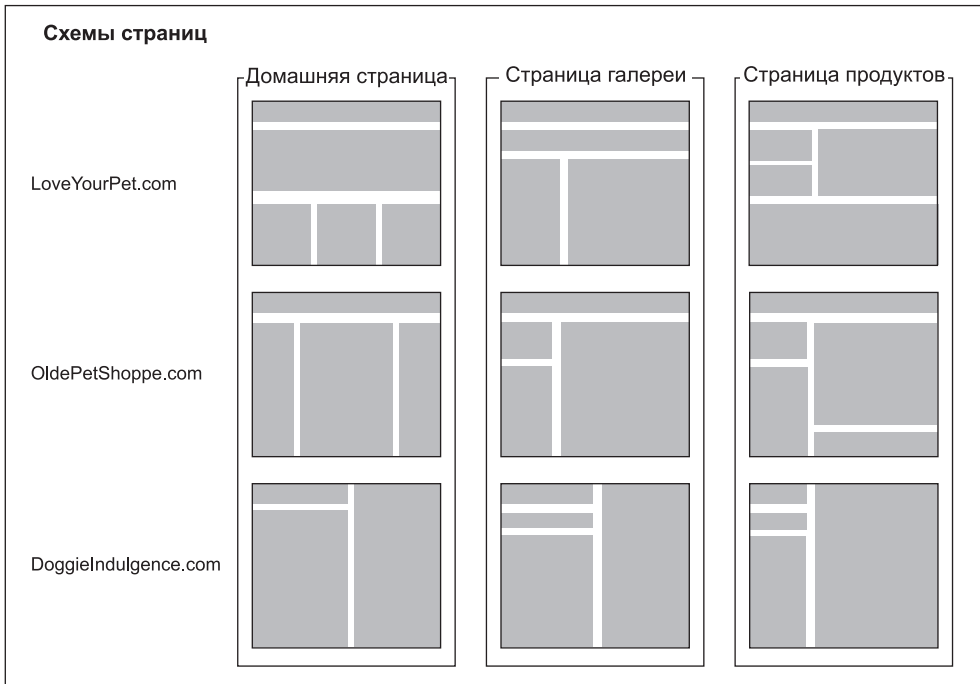 Схемы страниц
Домашняя страница
Страница галереи
Страница продуктов
LoveYourPet.com
OldePetShoppe.com
DoggieIndulgence.com